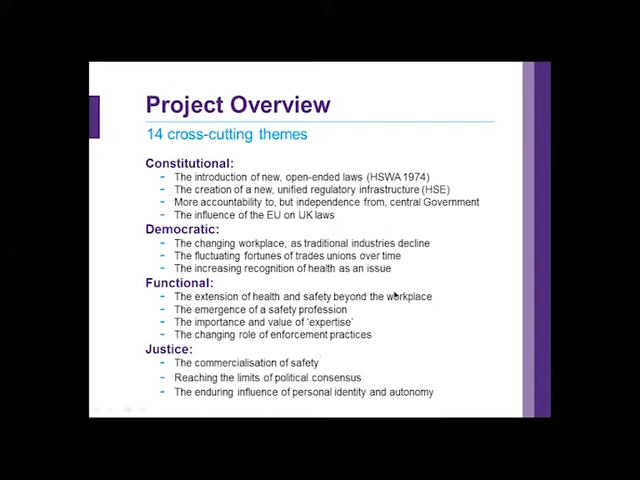 Project Overview
14 cross-cutting themes
Constitutional:
- The introduction of new, open-ended laws (HSWA 1974)
- The creation of a new, unified regulatory infrastructure (HSE)
- More accountability to, but independence from, central Government
- The influence of the EU on UK laws
Democratic:
- The changing workplace, as traditional industries decline
- The fluctuating fortunes of trades unions over time
- The increasing recognition of health as an issue
Functional:
- The extension of health and safety beyond the workplace
- The emergence of a safety profession
- The importance and value of 'expertise'
- The changing role of enforcement practices
Justice:
- The commercialisation of safety
- Reaching the limits of political consensus
- The enduring influence of personal identity and autonomy